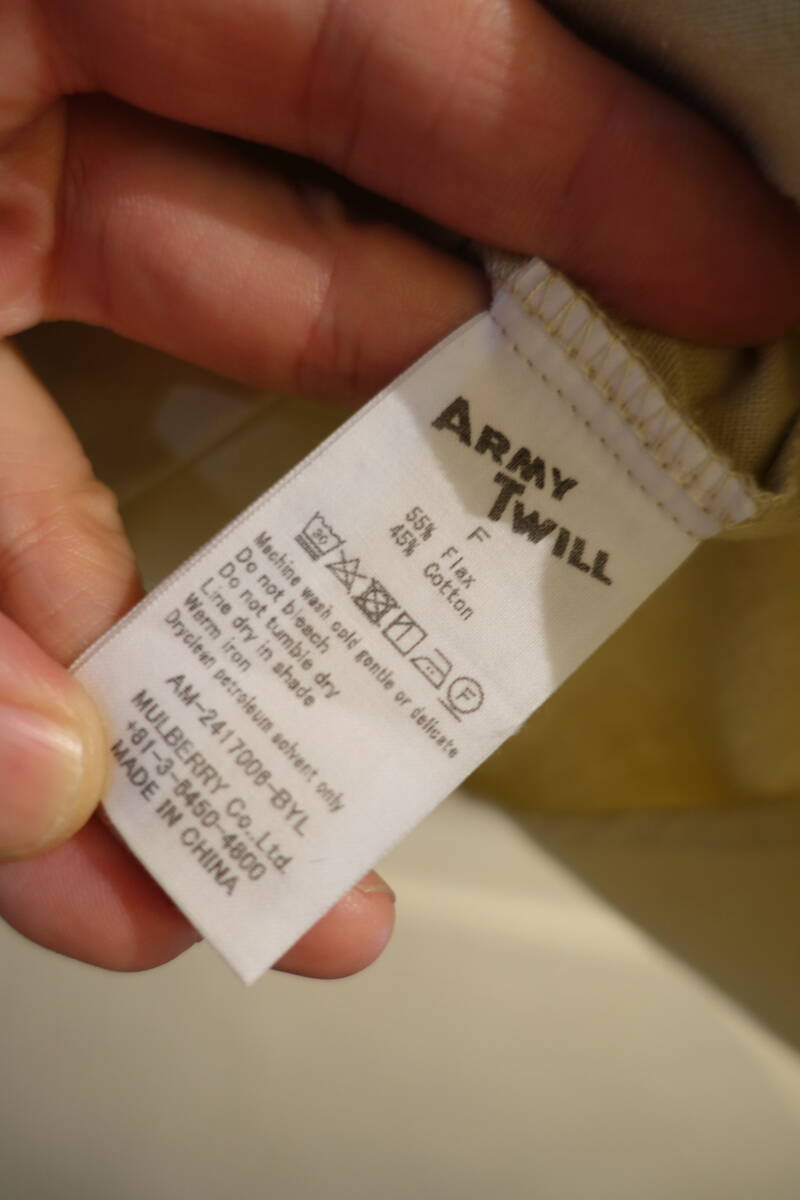 ARMY
TWILL
F
55% Flax
45% Cotton
30
F
Machine wash cold gentle or delicate
Do not bleach
Do not tumble dry
Line dry in shade
Warm iron
Dryclean petroleum solvent only
AM-2417006-BYL
MULBERRY Co.,Ltd.
+81-3-6450-4800
MADE IN CHINA